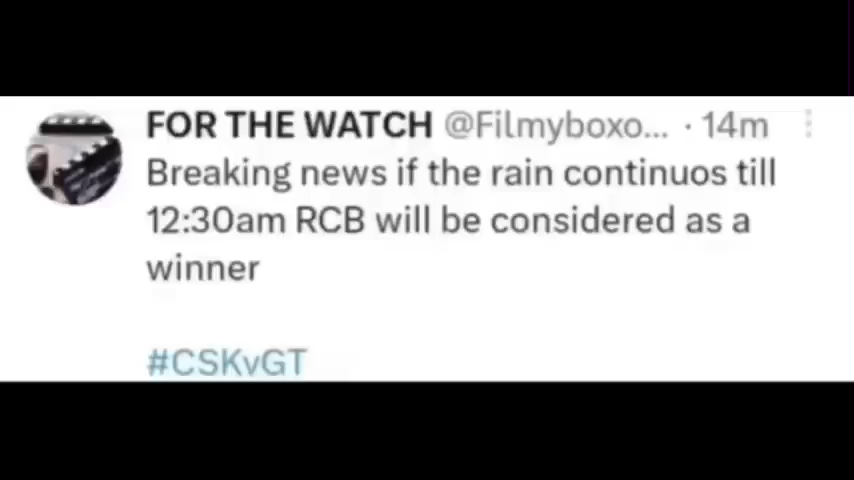 FOR THE WATCH @Filmyboxo... · 14m
Breaking news if the rain continuos till
12:30am RCB will be considered as a
winner
#CSKvGT